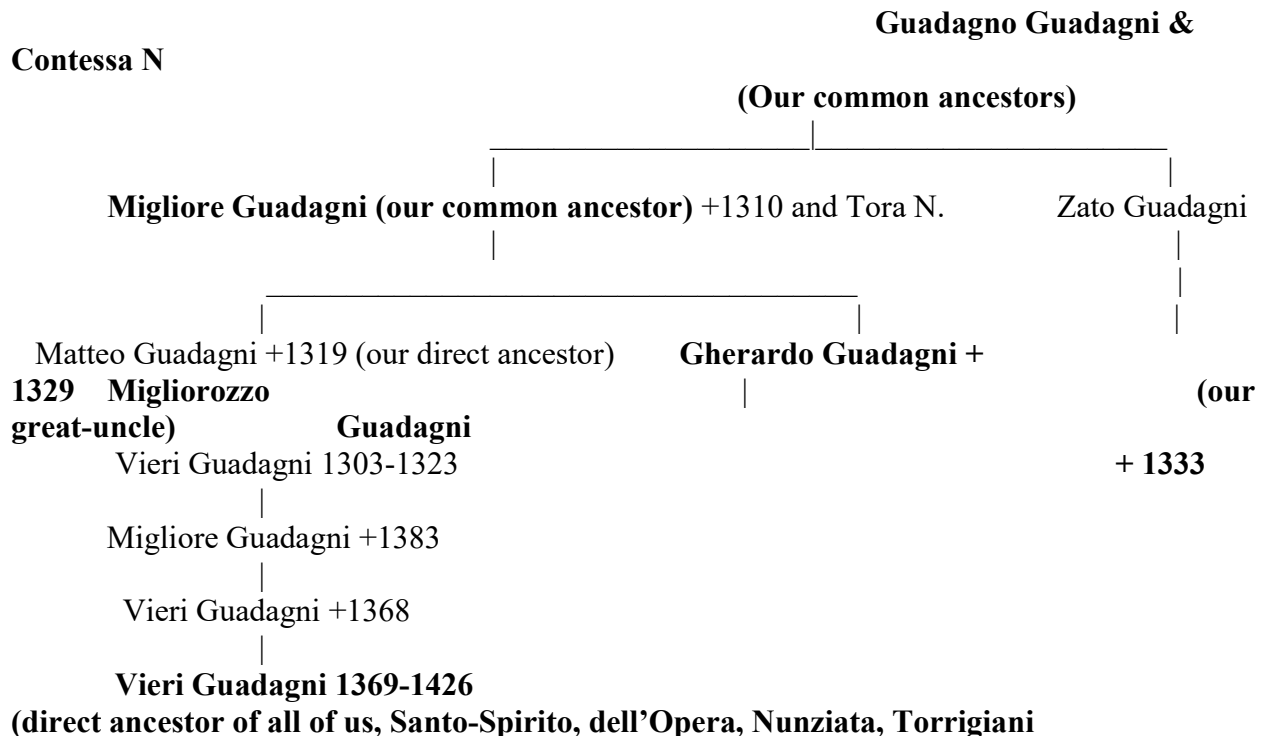 Guadagno Guadagni &
Contessa N
(Our common ancestors)
Migliore Guadagni (our common ancestor) +1310 and Tora N. Zato Guadagni
Matteo Guadagni +1319 (our direct ancestor) Gherardo Guadagni +
1329 Migliorozzo (our
great-uncle) Guadagni
Vieri Guadagni 1303-1323 + 1333
Migliore Guadagni +1383
Vieri Guadagni +1368
Vieri Guadagni 1369-1426
(direct ancestor of all of us, Santo-Spirito, dell’Opera, Nunziata, Torrigiani